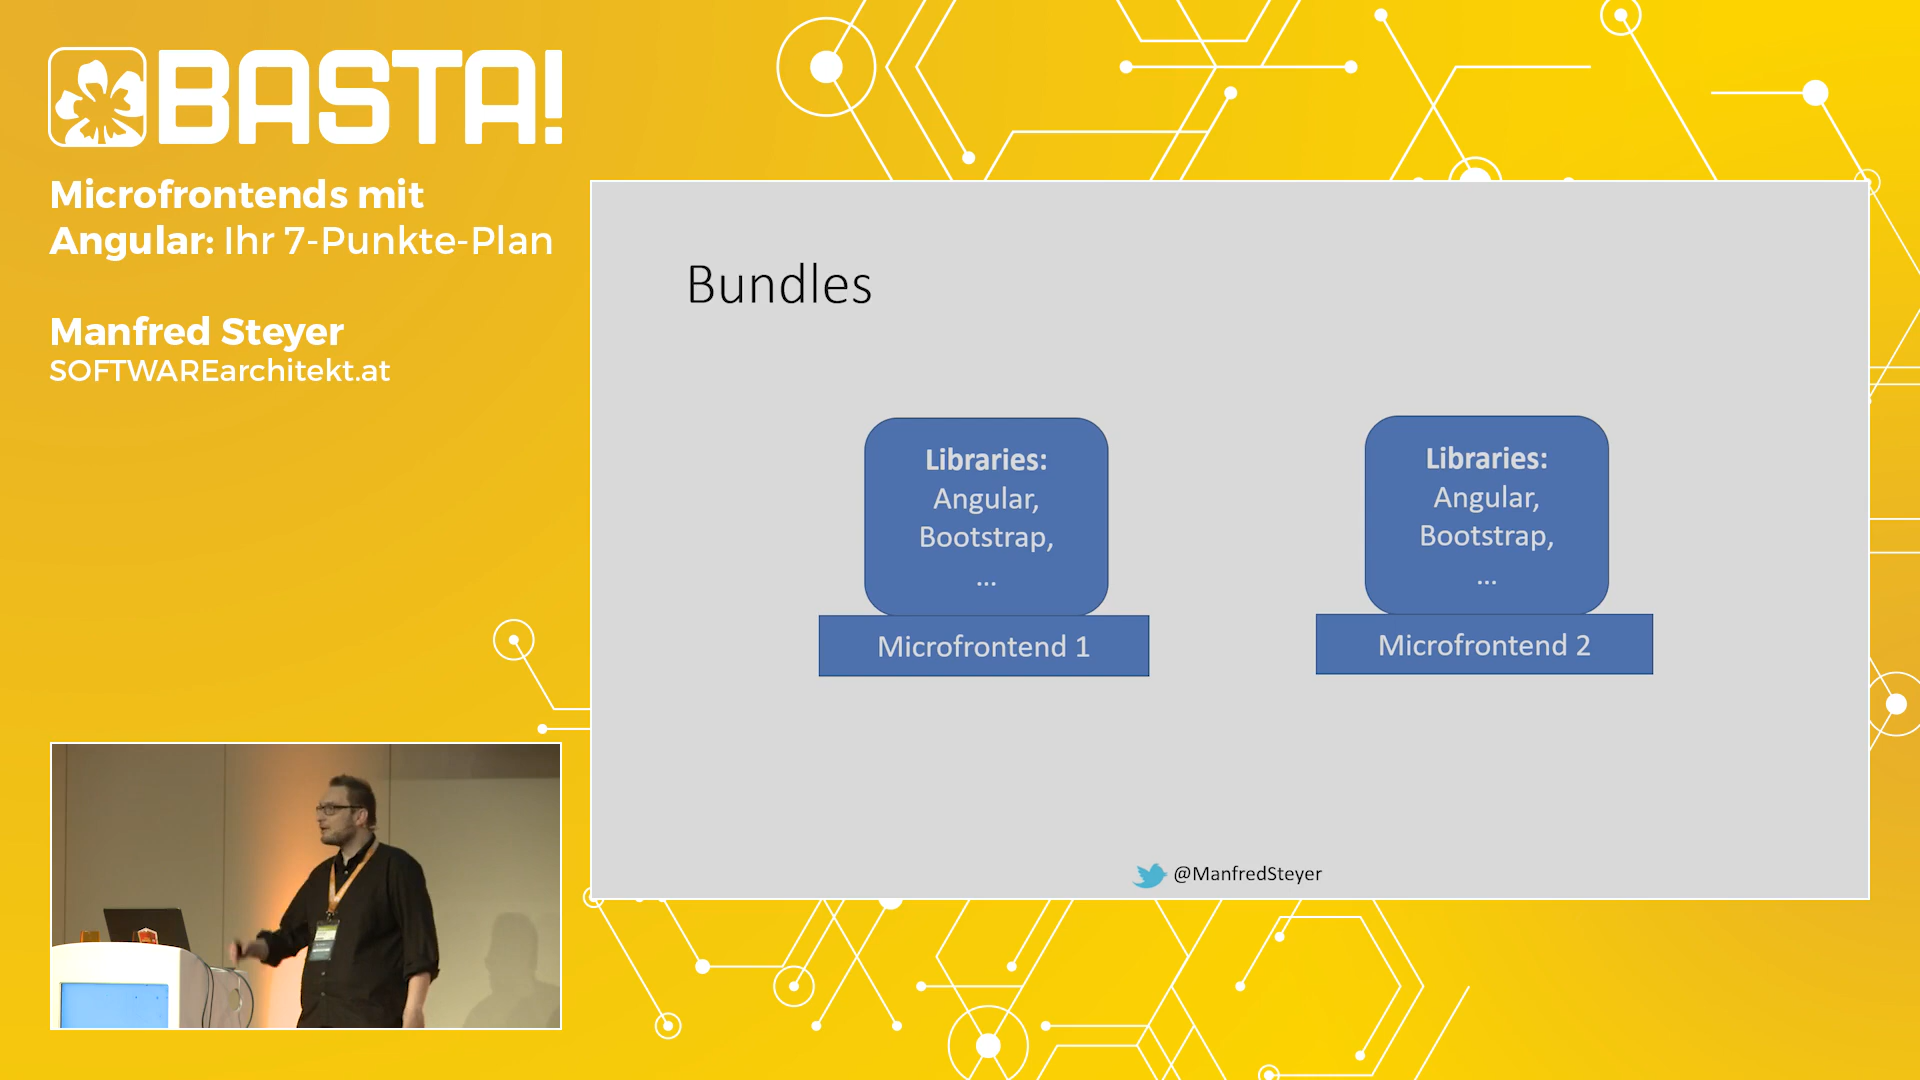 BASTA!
Microfrontends mit
Angular: Ihr 7-Punkte-Plan
Manfred Steyer
SOFTWAREarchitekt.at
Bundles
Libraries:
Angular,
Bootstrap,
...
Microfrontend 1
Libraries:
Angular,
Bootstrap,
...
Microfrontend 2
@ManfredSteyer